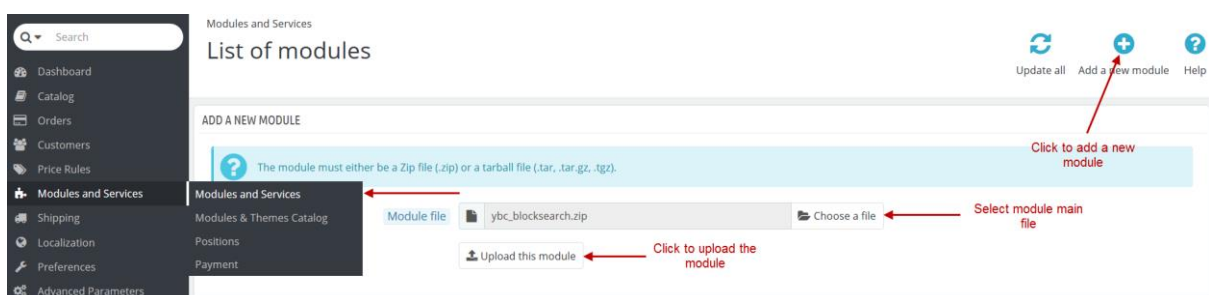 Search
Dashboard
Catalog
Orders
Customers
Price Rules
Modules and Services
Shipping
Localization
Preferences
Advanced Parameters
Modules and Services
Modules & Themes Catalog
Positions
Payment
Modules and Services
List of modules
Update all
Add a new module
Help
Click to add a new
module
ADD A NEW MODULE
The module must either be a Zip file (.zip) or a tarball file (.tar, .tar.gz, .tgz).
Module file
ybc_blocksearch.zip
Choose a file
Select module main
file
Upload this module
Click to upload the
module